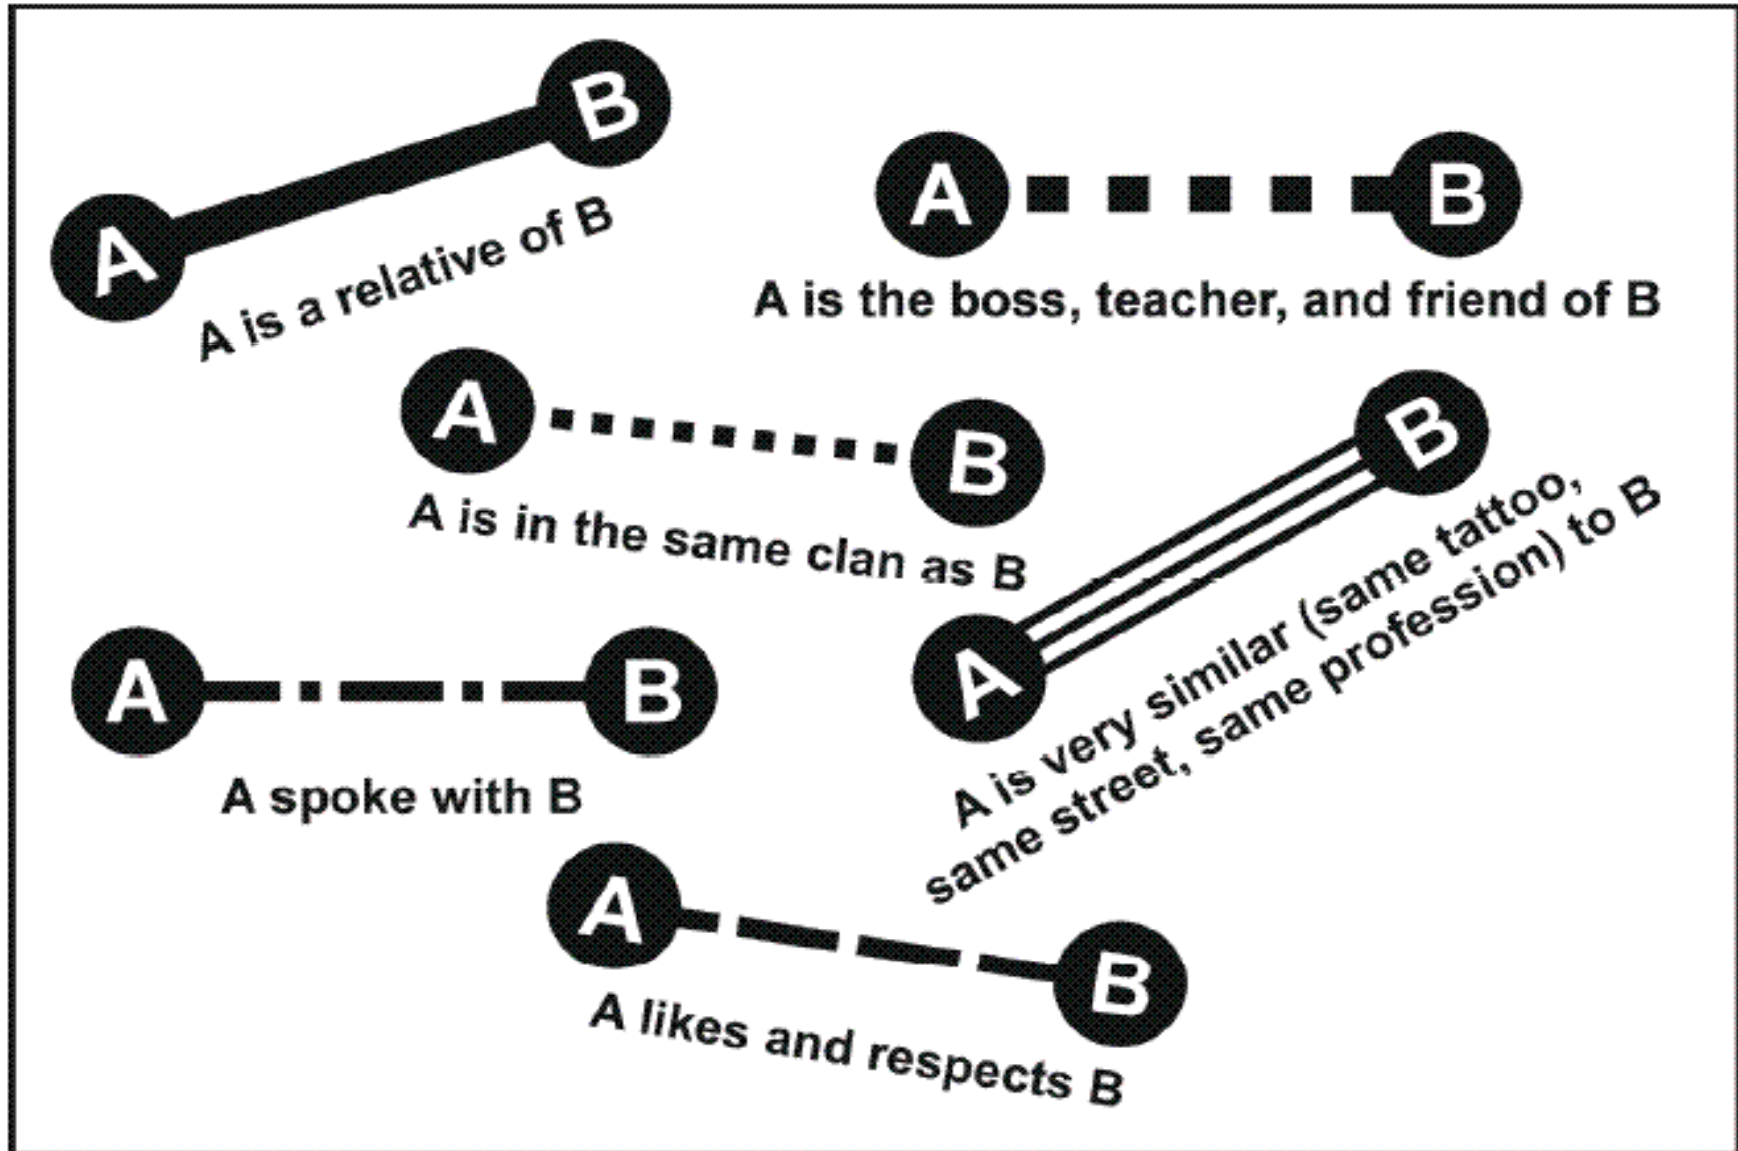 A
B
A is a relative of B
A
B
A is the boss, teacher, and friend of B
A
B
A is in the same clan as B
A
B
A is very similar (same tattoo,
same street, same profession) to B
A
B
A spoke with B
A
B
A likes and respects B